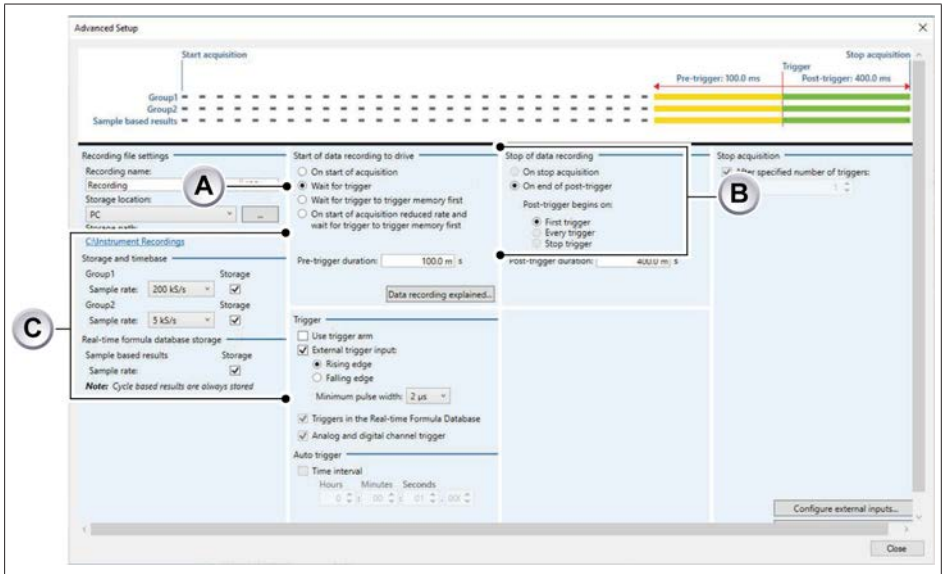 Advanced Setup
Start acquisition
Stop acquisition
Trigger
Pre-trigger: 100.0 ms
Post-trigger: 400.0 ms
Group1
Group2
Sample based results
Recording file settings
Recording name:
Recording
Storage location:
PC
...
Storage path:
C:\Instrument Recordings
Storage and timebase
Group1
Storage
Sample rate:
200 kS/s
Group2
Storage
Sample rate:
5 kS/s
Real-time formula database storage
Sample based results
Storage
Sample rate:
Note: Cycle based results are always stored
Start of data recording to drive
On start of acquisition
Wait for trigger
Wait for trigger to trigger memory first
On start of acquisition reduced rate and
wait for trigger to trigger memory first
Pre-trigger duration:
100.0 m s
Data recording explained...
Trigger
Use trigger arm
External trigger input:
Rising edge
Falling edge
Minimum pulse width:
2 µs
Triggers in the Real-time Formula Database
Analog and digital channel trigger
Auto trigger
Time interval
Hours Minutes Seconds
0 : 00 : 01
Stop of data recording
On stop acquisition
On end of post-trigger
Post-trigger begins on:
First trigger
Every trigger
Stop trigger
Post-trigger duration:
400.0 m s
Stop acquisition
After specified number of triggers:
1
Configure external inputs...
Close
A
B
C